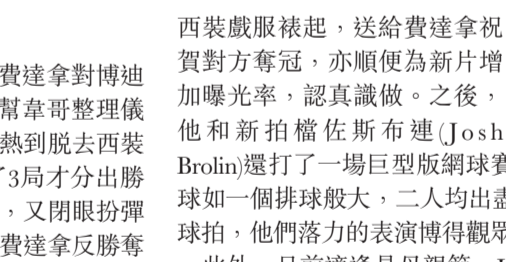 費達拿對博迪
幫韋哥整理儀
熱到脱去西裝
了3局才分出勝
，又閉眼扮彈
費達拿反勝奪
西裝戲服裱起，送給費達拿祝
賀對方奪冠，亦順便為新片增
加曝光率，認真識做。之後，
他和新拍檔佐斯布連(Josh
Brolin)還打了一場巨型版網球賽
球如一個排球般大，二人均出盡
球拍，他們落力的表演博得觀眾